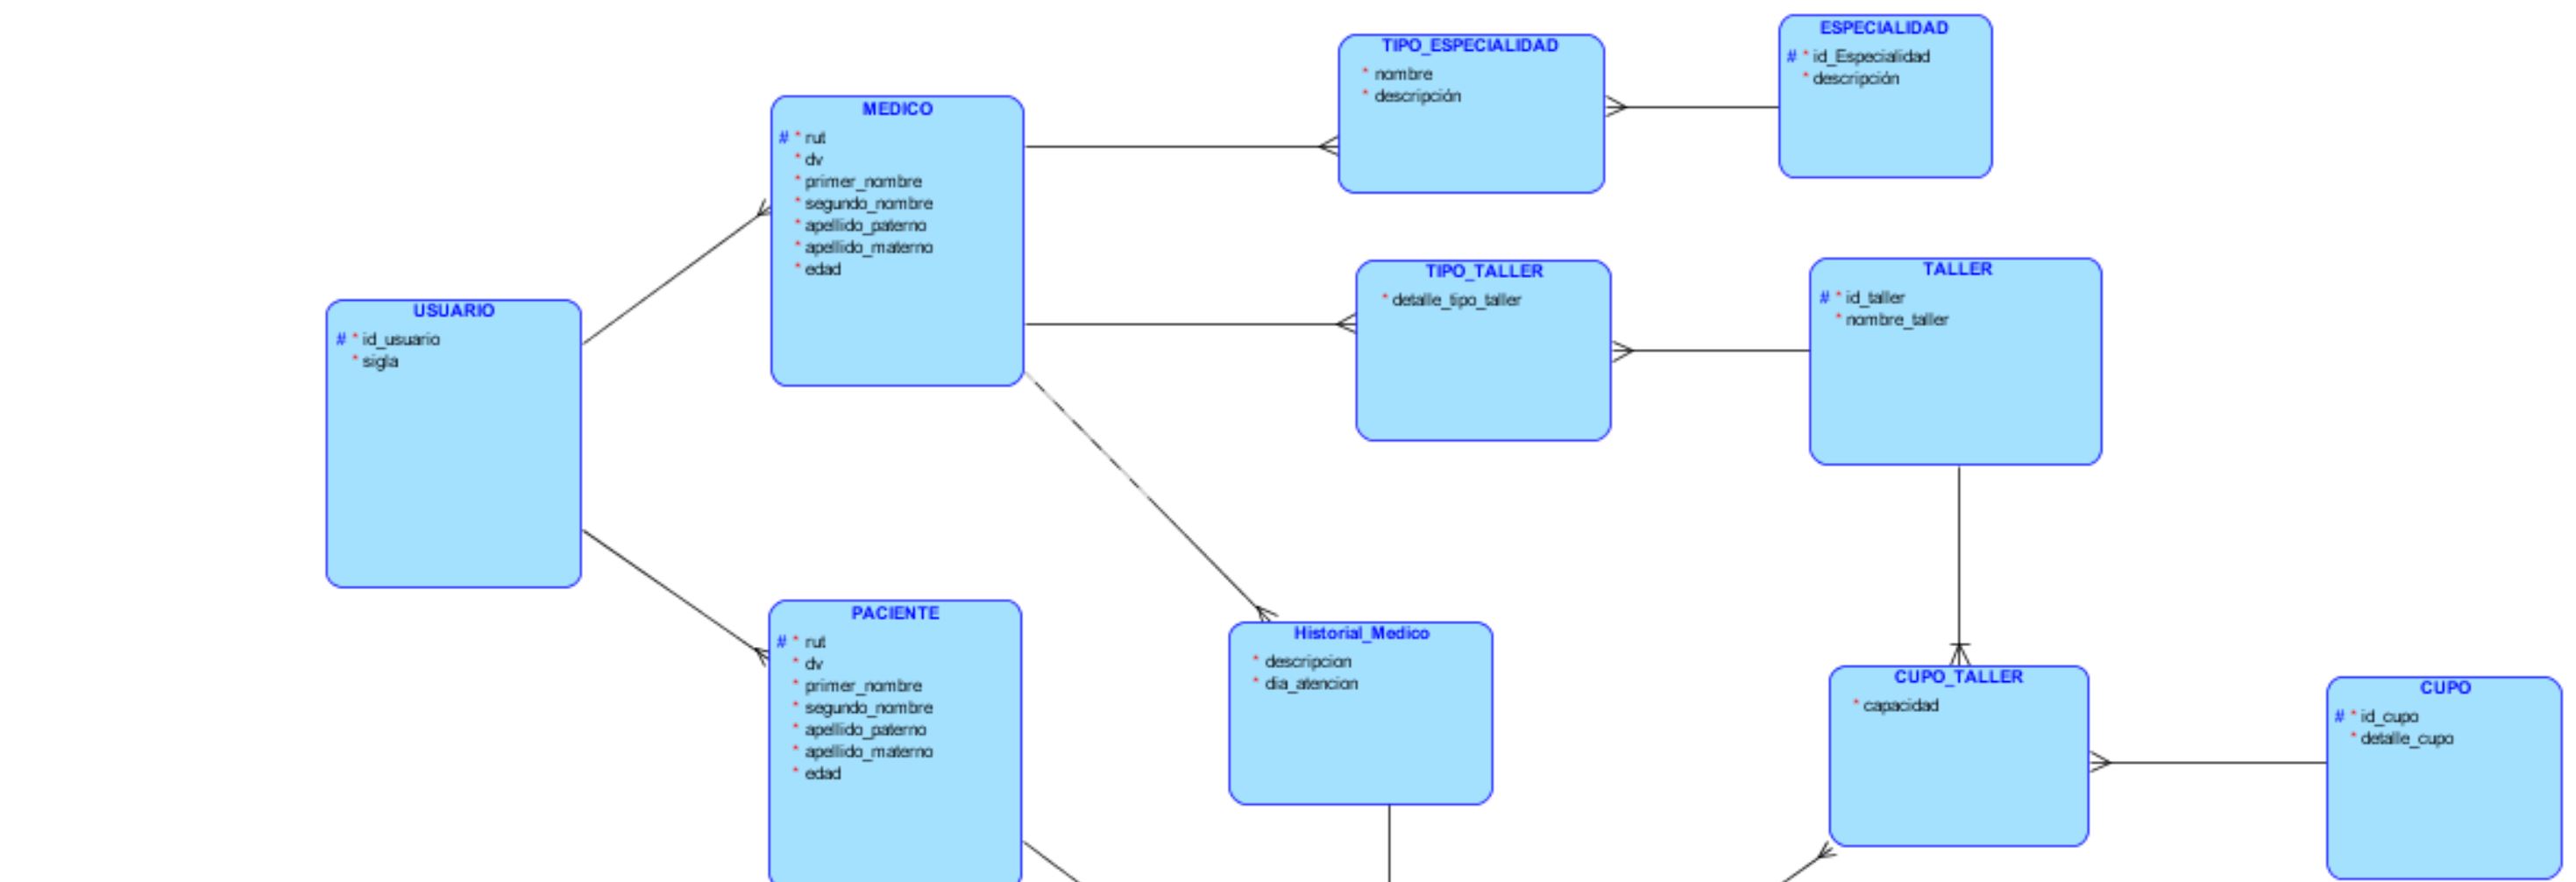 ESPECIALIDAD
# * id_Especialidad
* descripción
TIPO_ESPECIALIDAD
* nombre
* descripción
MEDICO
# * rut
* dv
* primer_nombre
* segundo_nombre
* apellido_paterno
* apellido_materno
* edad
TIPO_TALLER
* detalle_tipo_taller
TALLER
# * id_taller
* nombre_taller
USUARIO
# * id_usuario
* sigla
PACIENTE
# * rut
* dv
* primer_nombre
* segundo_nombre
* apellido_paterno
* apellido_materno
* edad
Historial_Medico
* descripcion
* dia_atencion
CUPO_TALLER
* capacidad
CUPO
# * id_cupo
* detalle_cupo